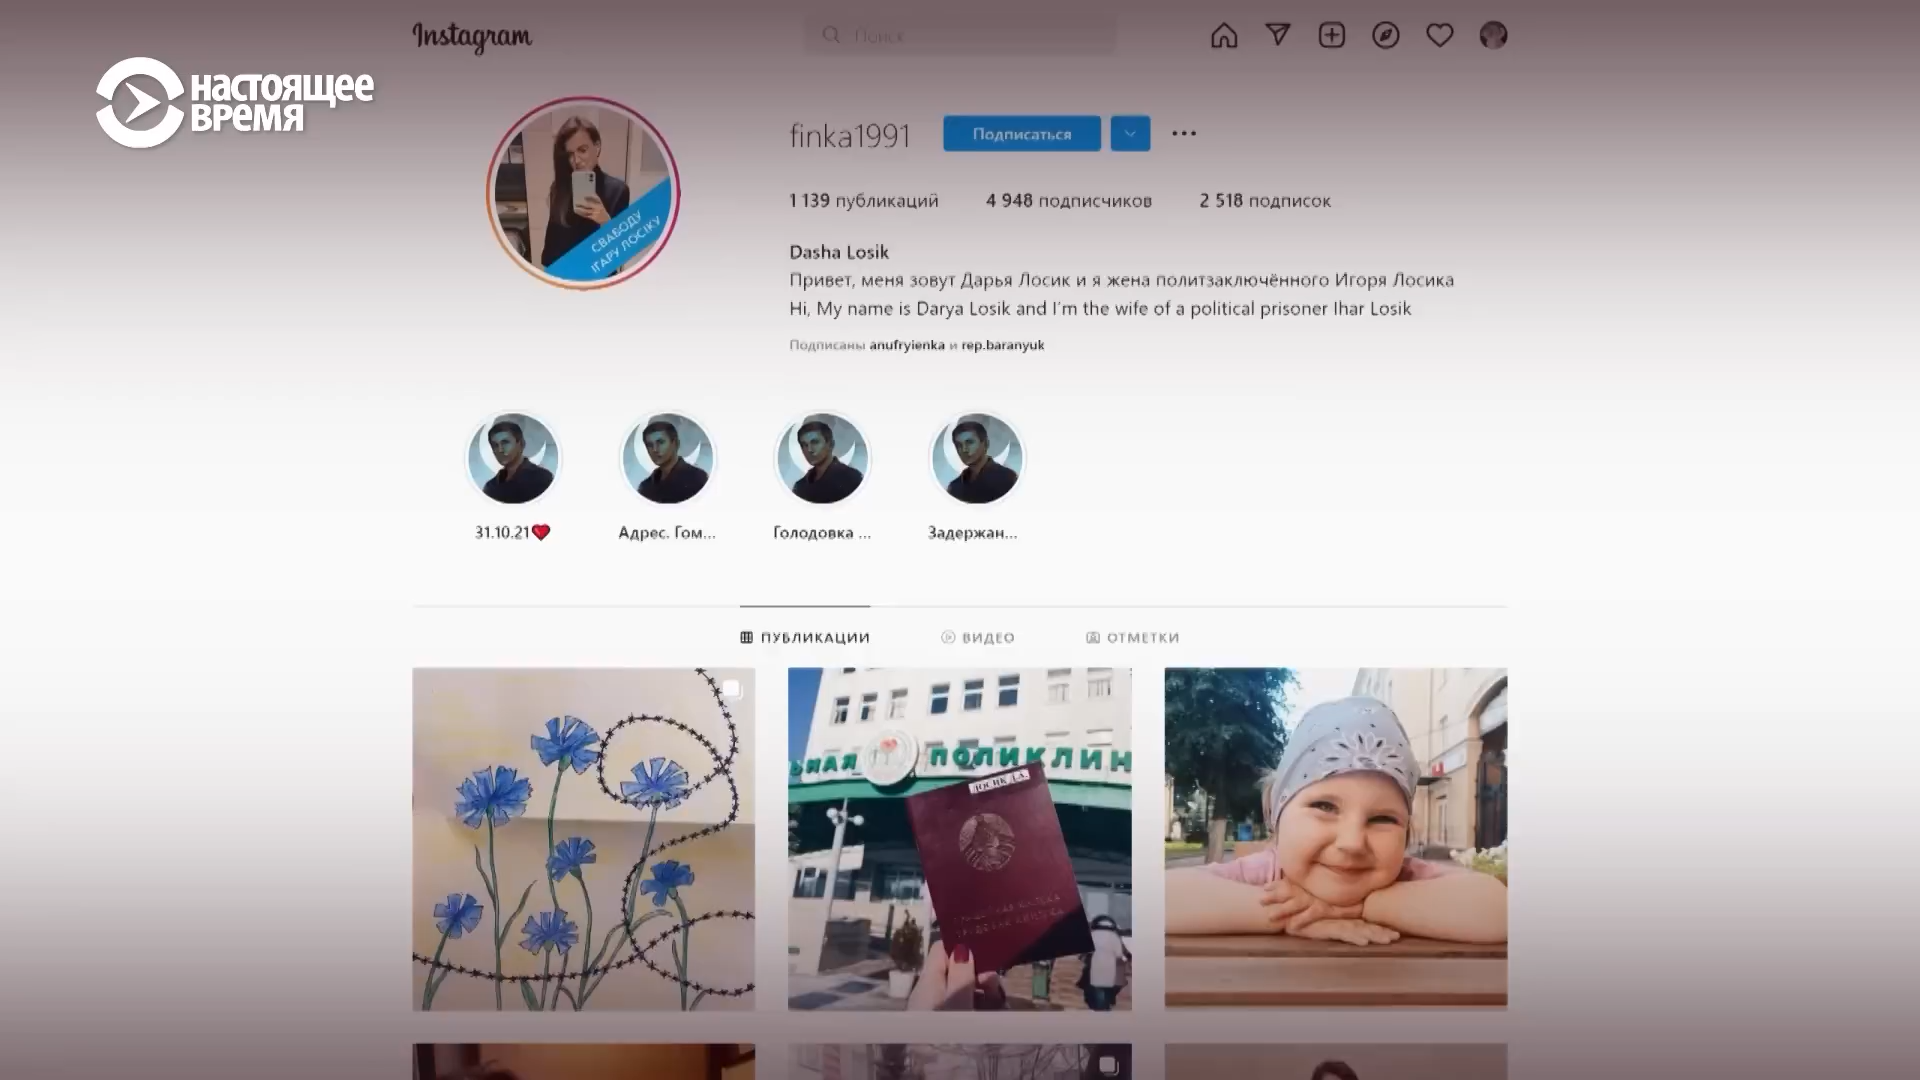 Instagram
Поиск
НАСТОЯЩЕЕ
ВРЕМЯ
finka1991
Подписаться
1 139 публикаций 4 948 подписчиков 2 518 подписок
СВАБОДУ
ІГАРУ ЛОСІКУ
Dasha Losik
Привет, меня зовут Дарья Лосик и я жена политзаключённого Игоря Лосика
Hi, My name is Darya Losik and I'm the wife of a political prisoner Ihar Losik
Подписаны anufryienka и rep.baranyuk
31.10.21❤
Адрес. Гом...
Голодовка ...
Задержан...
ПУБЛИКАЦИИ
ВИДЕО
ОТМЕТКИ
ЬНАЯ ПОЛИКЛИН